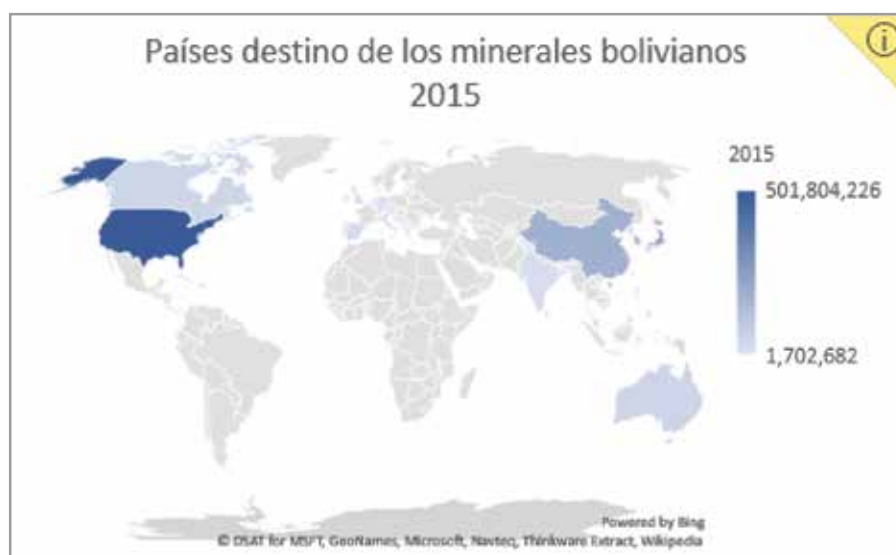 Países destino de los minerales bolivianos
2015
2015
501,804,226
1,702,682
Powered by Bing
© DSAT for MSFT, GeoNames, Microsoft, Navteq, Thinkware Extract, Wikipedia